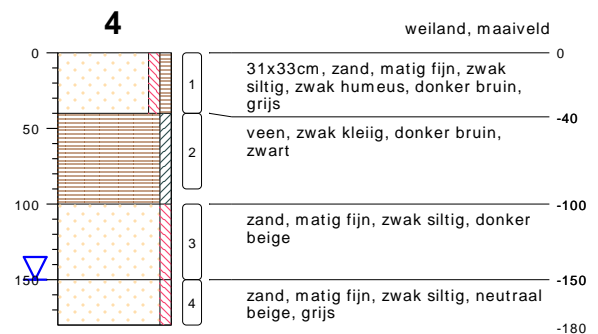 4
weiland, maaiveld
0
0
1
31x33cm, zand, matig fijn, zwak
siltig, zwak humeus, donker bruin,
grijs
-40
50
2
veen, zwak kleiig, donker bruin,
zwart
100
-100
3
zand, matig fijn, zwak siltig, donker
beige
150
-150
4
zand, matig fijn, zwak siltig, neutraal
beige, grijs
-180